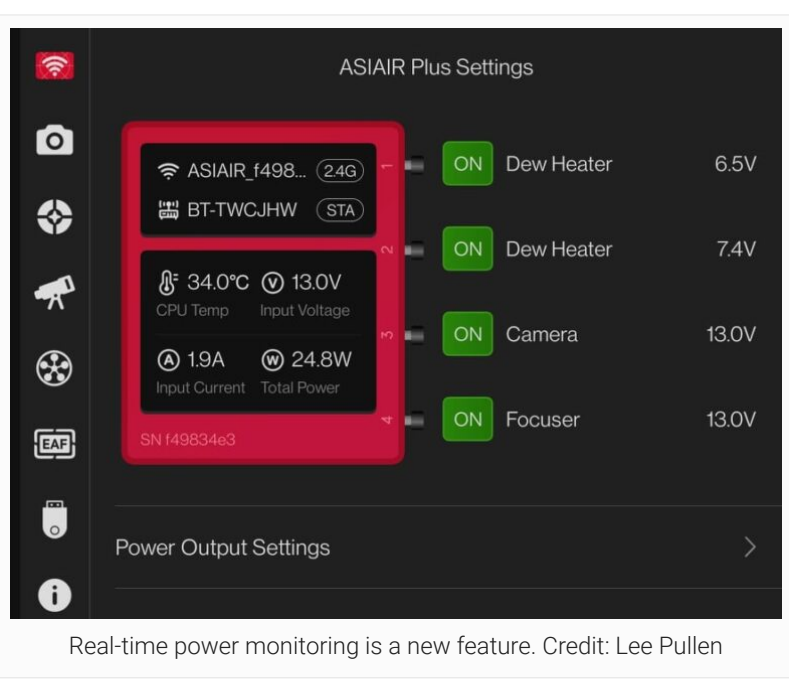 ASIAIR Plus Settings
ASIAIR_f498... 2.4G
BT-TWCJHW STA
34.0°C V 13.0V
CPU Temp Input Voltage
A 1.9A W 24.8W
Input Current Total Power
SN f49834e3
1 ON Dew Heater 6.5V
2 ON Dew Heater 7.4V
3 ON Camera 13.0V
4 ON Focuser 13.0V
EAF
Power Output Settings
Real-time power monitoring is a new feature. Credit: Lee Pullen